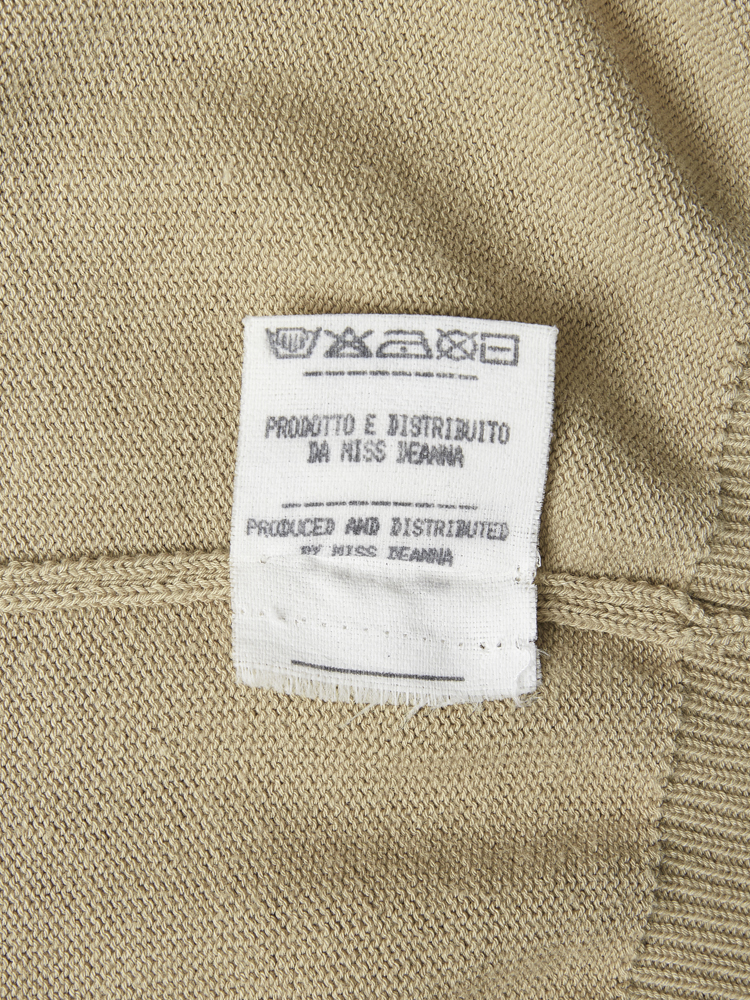 PRODOTTO E DISTRIBUITO
DA MISS DEANNA
PRODUCED AND DISTRIBUTED
BY MISS DEANNA